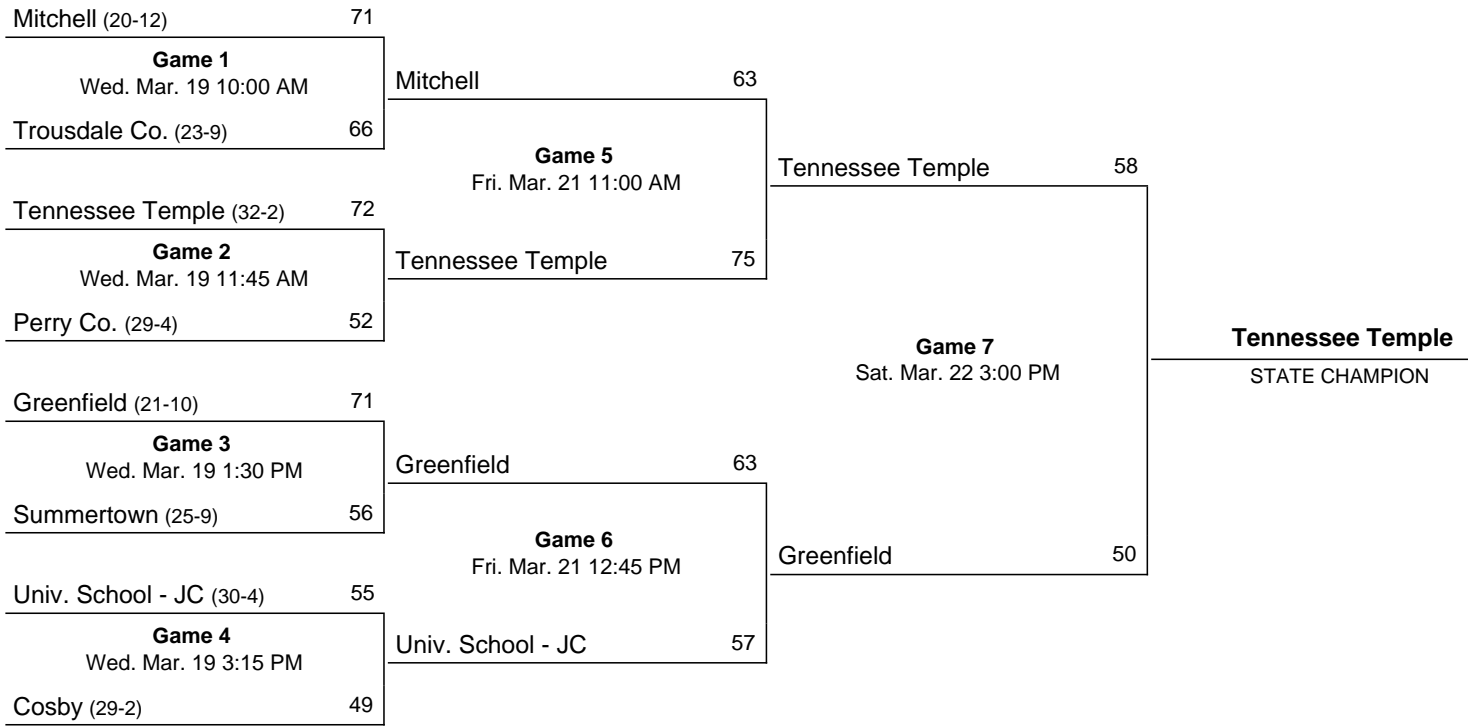 Mitchell (20-12) 71
Game 1
Wed. Mar. 19 10:00 AM
Trousdale Co. (23-9) 66
Tennessee Temple (32-2) 72
Game 2
Wed. Mar. 19 11:45 AM
Perry Co. (29-4) 52
Greenfield (21-10) 71
Game 3
Wed. Mar. 19 1:30 PM
Summertown (25-9) 56
Univ. School - JC (30-4) 55
Game 4
Wed. Mar. 19 3:15 PM
Cosby (29-2) 49
Mitchell 63
Game 5
Fri. Mar. 21 11:00 AM
Tennessee Temple 75
Greenfield 63
Game 6
Fri. Mar. 21 12:45 PM
Univ. School - JC 57
Tennessee Temple 58
Game 7
Sat. Mar. 22 3:00 PM
Greenfield 50
Tennessee Temple
STATE CHAMPION